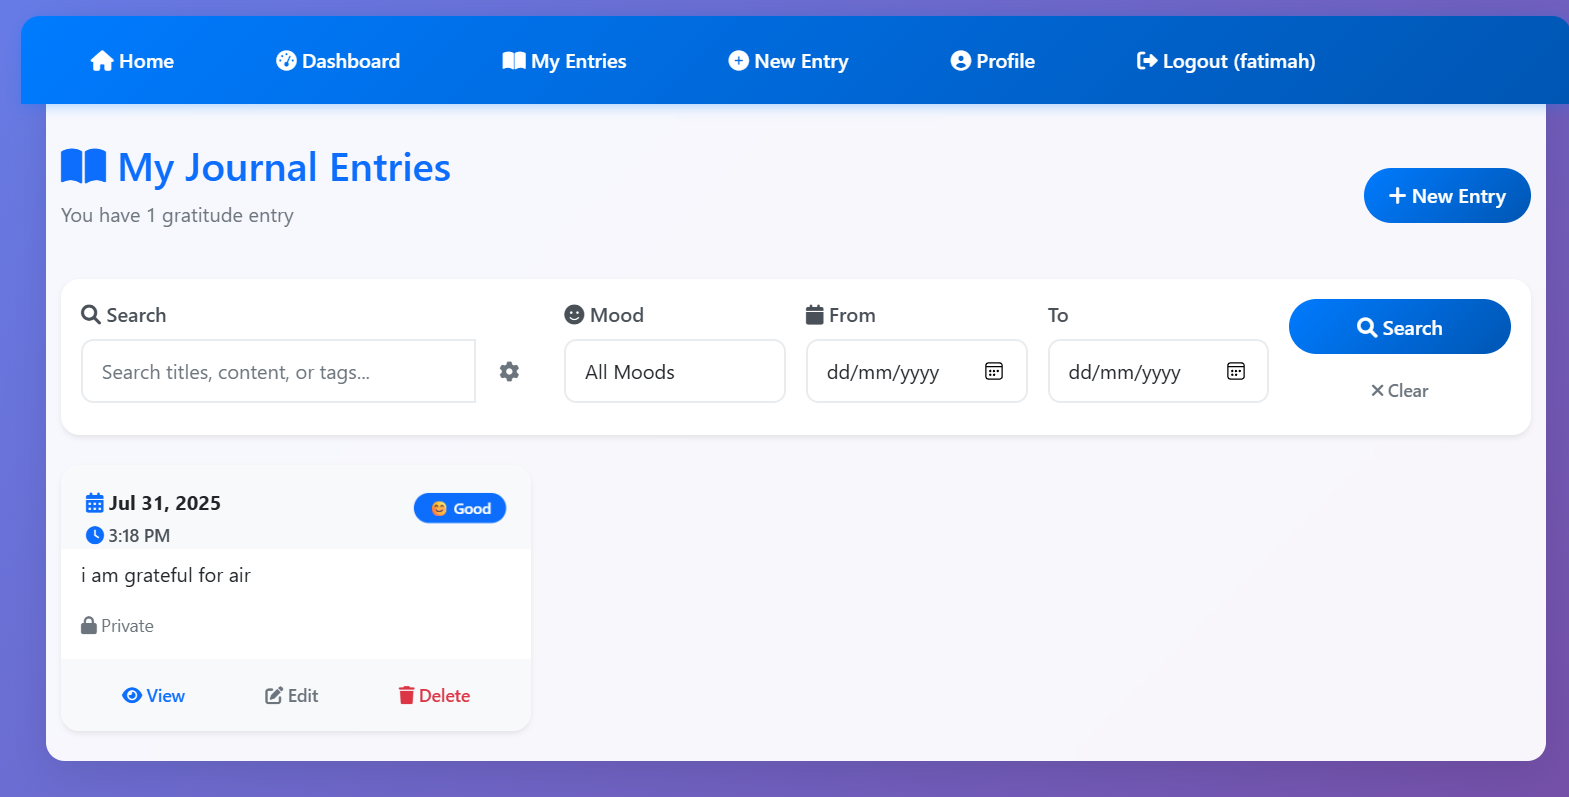 Home Dashboard My Entries New Entry Profile Logout (fatimah)
My Journal Entries
You have 1 gratitude entry
+ New Entry
Search
Mood
From
To
Search titles, content, or tags...
All Moods
dd/mm/yyyy
dd/mm/yyyy
Search
Clear
Jul 31, 2025
Good
3:18 PM
i am grateful for air
Private
View Edit Delete